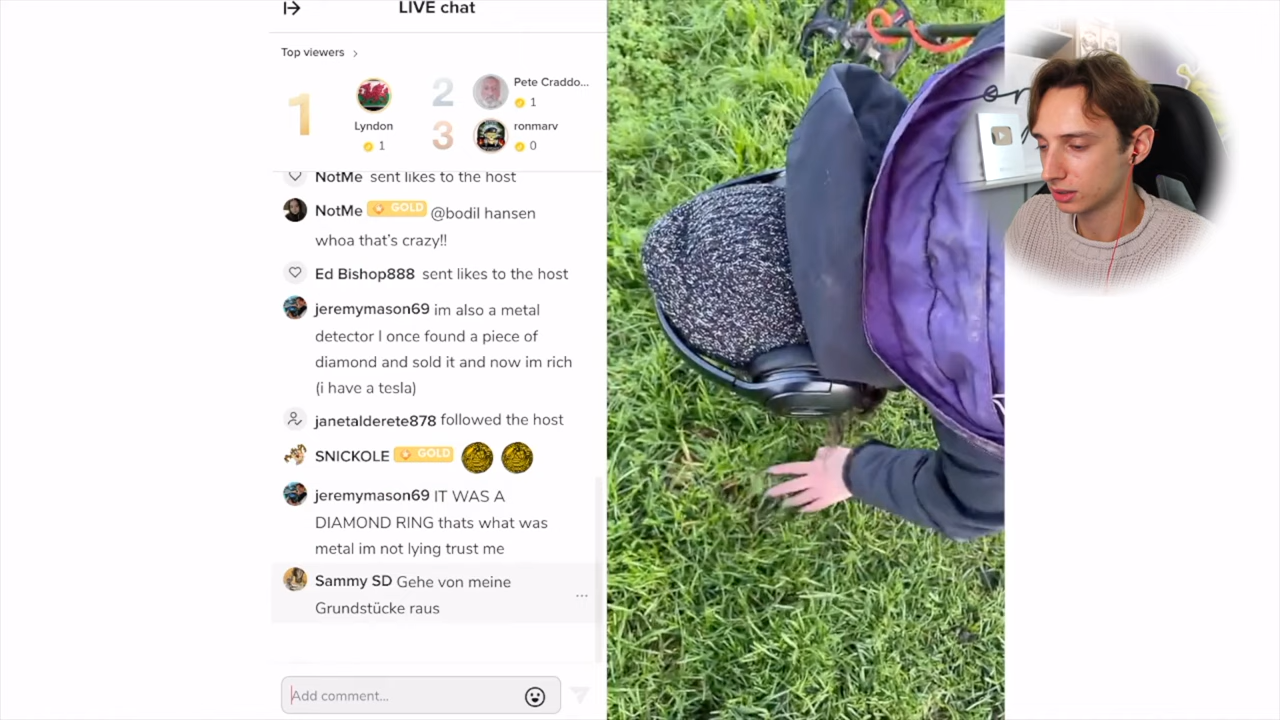 LIVE chat
Top viewers >
1
Lyndon
1
2
Pete Craddo...
1
3
ronmarv
0
NotMe sent likes to the host
NotMe GOLD @bodil hansen
whoa that's crazy!!
Ed Bishop888 sent likes to the host
jeremymason69 im also a metal
detector I once found a piece of
diamond and sold it and now im rich
(i have a tesla)
janetalderete878 followed the host
SNICKOLE GOLD
jeremymason69 IT WAS A
DIAMOND RING thats what was
metal im not lying trust me
Sammy SD Gehe von meine
Grundstücke raus
...
Add comment...